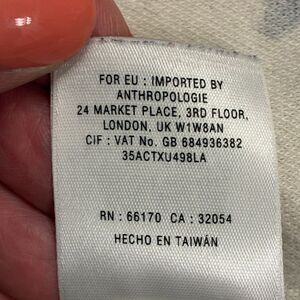 FOR EU : IMPORTED BY
ANTHROPOLOGIE
24 MARKET PLACE, 3RD FLOOR,
LONDON, UK W1W8AN
CIF : VAT No. GB 684936382
35ACTXU498LA
RN : 66170 CA : 32054
HECHO EN TAIWÁN